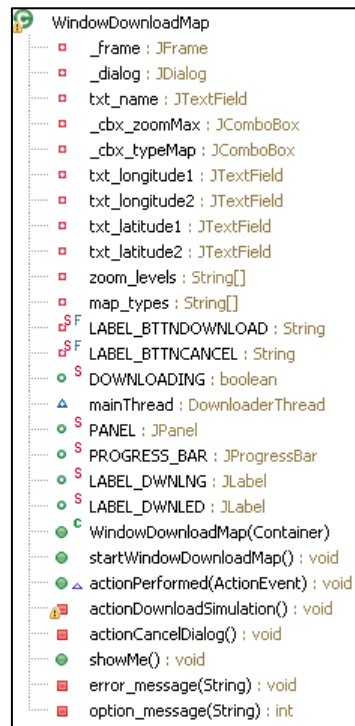 WindowDownloadMap
_frame : JFrame
_dialog : JDialog
txt_name : JTextField
_cbx_zoomMax : JComboBox
_cbx_typeMap : JComboBox
txt_longitude1 : JTextField
txt_longitude2 : JTextField
txt_latitude1 : JTextField
txt_latitude2 : JTextField
zoom_levels : String[]
map_types : String[]
S F LABEL_BTTNDOWNLOAD : String
S F LABEL_BTTNCANCEL : String
S DOWNLOADING : boolean
mainThread : DownloaderThread
S PANEL : JPanel
S PROGRESS_BAR : JProgressBar
S LABEL_DWNLNG : JLabel
S LABEL_DWNLED : JLabel
C WindowDownloadMap(Container)
startWindowDownloadMap() : void
actionPerformed(ActionEvent) : void
actionDownloadSimulation() : void
actionCancelDialog() : void
showMe() : void
error_message(String) : void
option_message(String) : int